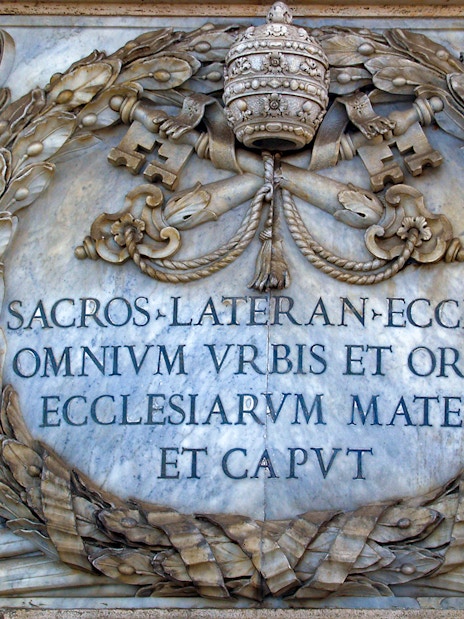 SACROS·LATERAN·ECC
OMNIVM VRBIS ET OR
ECCLESIARVM MATE
ET CAPVT